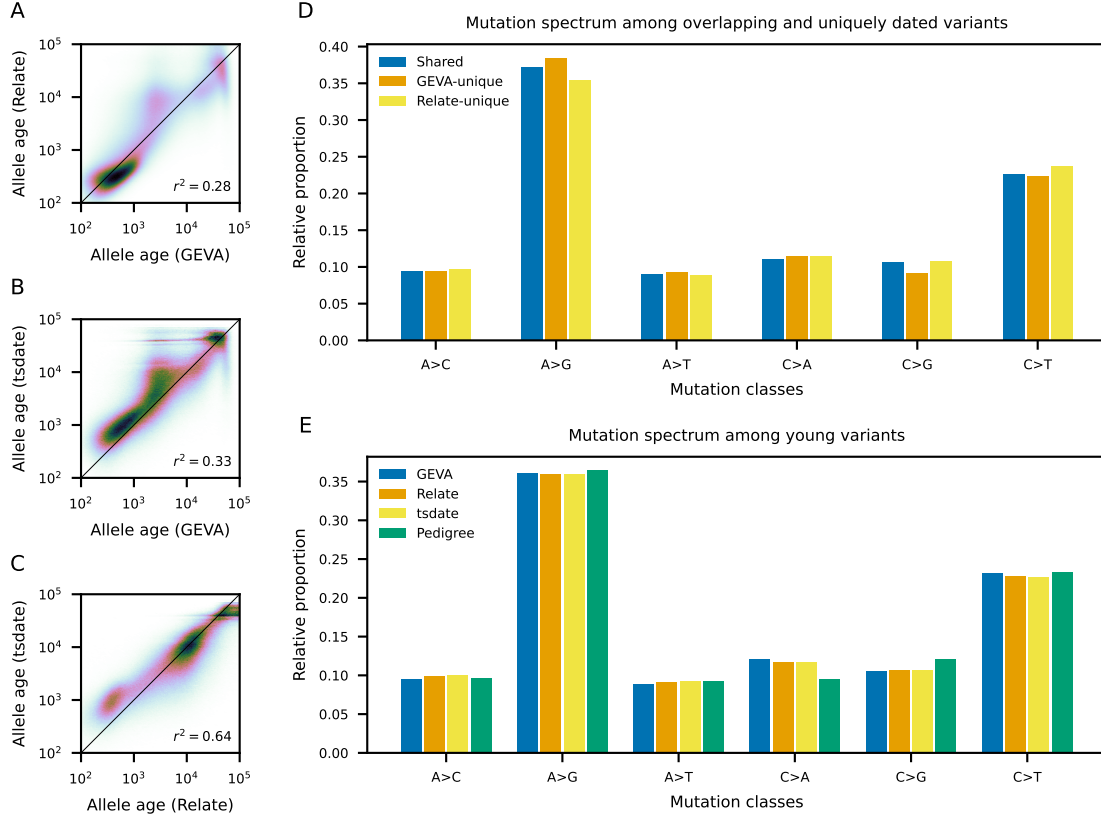 A
10^5
10^4
10^3
10^2
Allele age (Relate)
r^2 = 0.28
10^2 10^3 10^4 10^5
Allele age (GEVA)
B
10^5
10^4
10^3
10^2
Allele age (tsdate)
r^2 = 0.33
10^2 10^3 10^4 10^5
Allele age (GEVA)
C
10^5
10^4
10^3
10^2
Allele age (tsdate)
r^2 = 0.64
10^2 10^3 10^4 10^5
Allele age (Relate)
D
Mutation spectrum among overlapping and uniquely dated variants
Shared
GEVA-unique
Relate-unique
0.40
0.35
0.30
0.25
0.20
0.15
0.10
0.05
0.00
Relative proportion
A>C A>G A>T C>A C>G C>T
Mutation classes
E
Mutation spectrum among young variants
GEVA
Relate
tsdate
Pedigree
0.35
0.30
0.25
0.20
0.15
0.10
0.05
0.00
Relative proportion
A>C A>G A>T C>A C>G C>T
Mutation classes